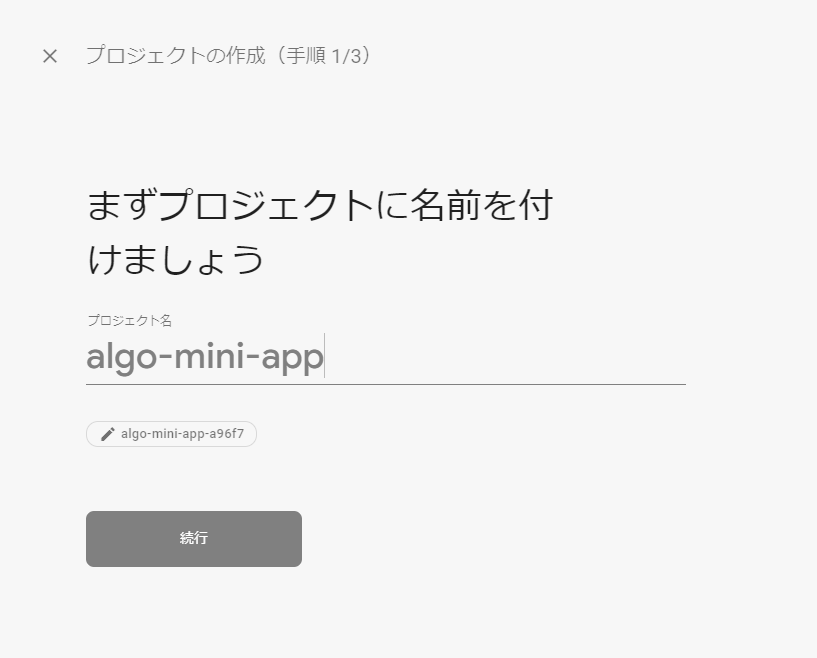 プロジェクトの作成（手順 1/3）
まずプロジェクトに名前を付
けましょう
プロジェクト名
algo-mini-app
algo-mini-app-a96f7
続行